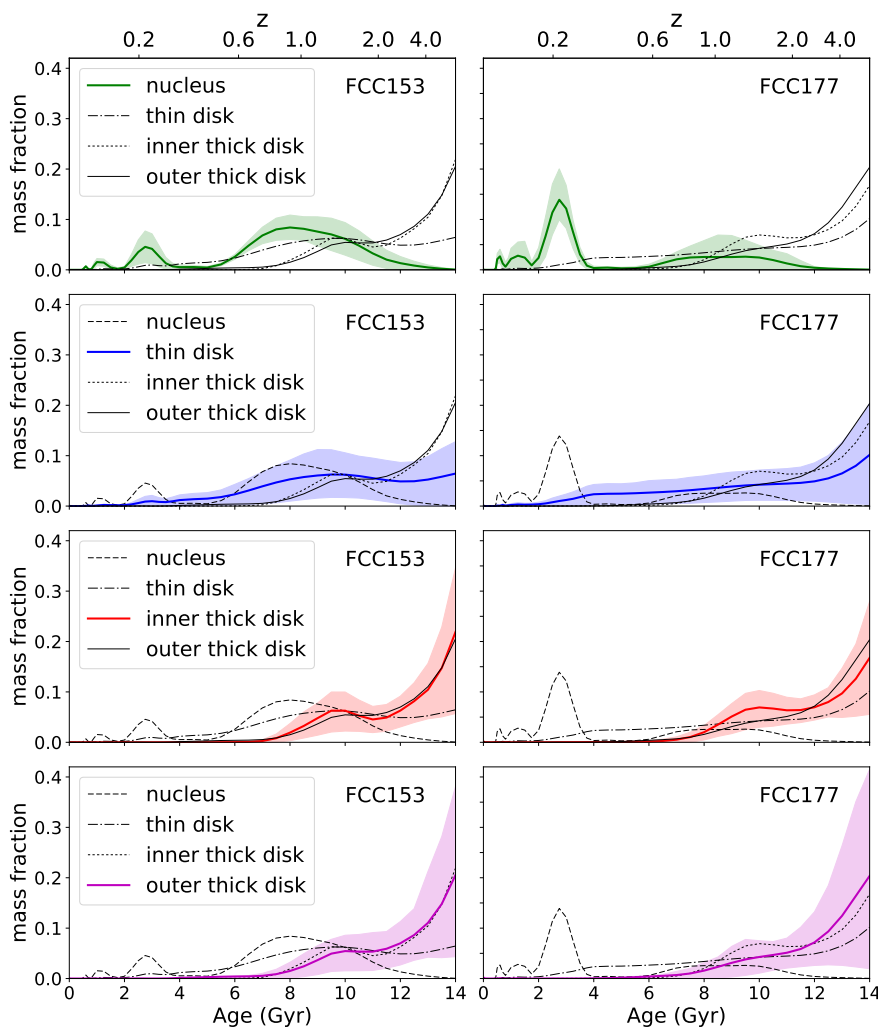 z
z
0.2 0.6 1.0 2.0 4.0
0.2 0.6 1.0 2.0 4.0
mass fraction
0.4
0.3
0.2
0.1
0.0
nucleus
thin disk
inner thick disk
outer thick disk
FCC153
FCC177
mass fraction
0.4
0.3
0.2
0.1
0.0
nucleus
thin disk
inner thick disk
outer thick disk
FCC153
FCC177
mass fraction
0.4
0.3
0.2
0.1
0.0
nucleus
thin disk
inner thick disk
outer thick disk
FCC153
FCC177
mass fraction
0.4
0.3
0.2
0.1
0.0
nucleus
thin disk
inner thick disk
outer thick disk
FCC153
FCC177
0 2 4 6 8 10 12 14
0 2 4 6 8 10 12 14
Age (Gyr)
Age (Gyr)